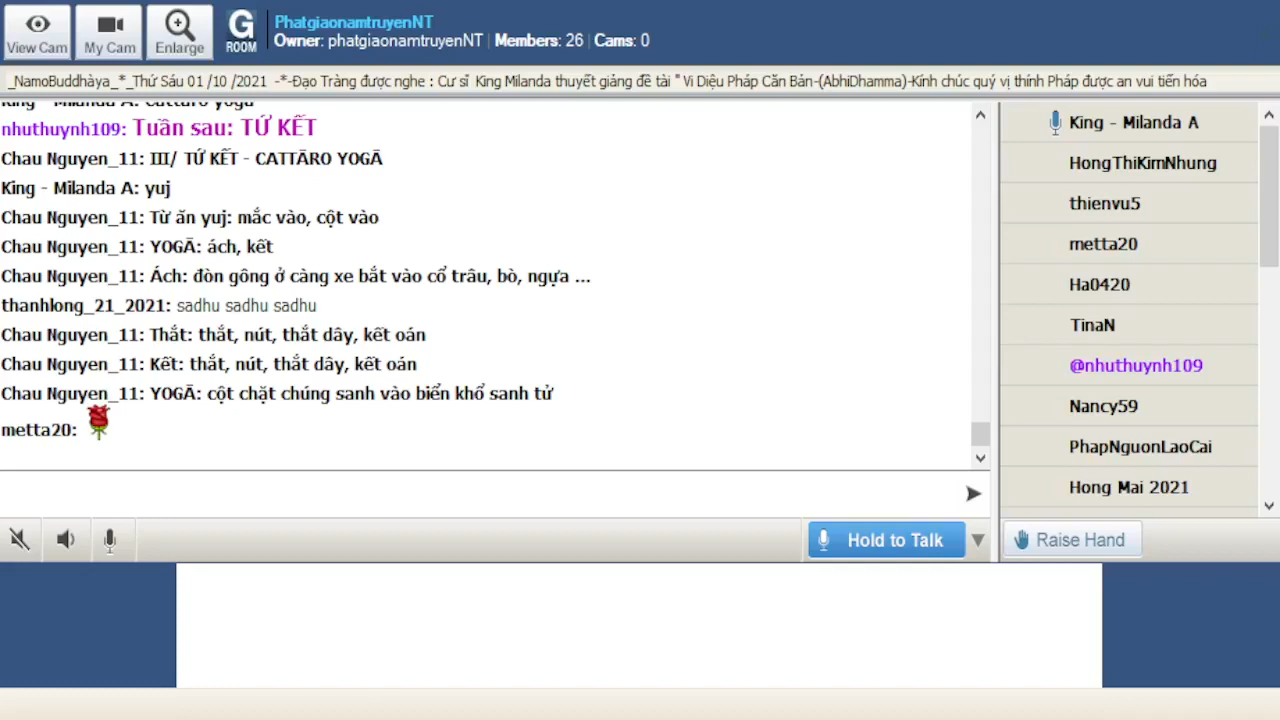 View Cam
My Cam
Enlarge
G
ROOM
PhatgiaonamtruyenNT
Owner: phatgiaonamtruyenNT | Members: 26 | Cams: 0
_NamoBuddhàya_*_Thứ Sáu 01 /10 /2021 -*-Đạo Tràng được nghe : Cư sĩ King Milanda thuyết giảng đề tài " Vi Diệu Pháp Căn Bản-(AbhiDhamma)-Kính chúc quý vị thính Pháp được an vui tiến hóa
King - Milanda A: Cattaro yoga
nhuthuynh109: Tuần sau: TỨ KẾT
Chau Nguyen_11: III/ TỨ KẾT - CATTĀRO YOGĀ
King - Milanda A: yuj
Chau Nguyen_11: Từ ăn yuj: mắc vào, cột vào
Chau Nguyen_11: YOGĀ: ách, kết
Chau Nguyen_11: Ách: đòn gông ở càng xe bắt vào cổ trâu, bò, ngựa ...
thanhlong_21_2021: sadhu sadhu sadhu
Chau Nguyen_11: Thắt: thắt, nút, thắt dây, kết oán
Chau Nguyen_11: Kết: thắt, nút, thắt dây, kết oán
Chau Nguyen_11: YOGĀ: cột chặt chúng sanh vào biển khổ sanh tử
metta20:
King - Milanda A
HongThiKimNhung
thienvu5
metta20
Ha0420
TinaN
@nhuthuynh109
Nancy59
PhapNguonLaoCai
Hong Mai 2021
Hold to Talk
Raise Hand